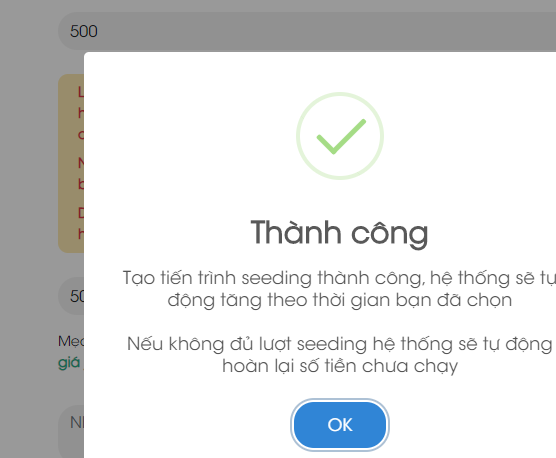 500
Thành công
Tạo tiến trình seeding thành công, hệ thống sẽ tự
động tăng theo thời gian bạn đã chọn
Nếu không đủ lượt seeding hệ thống sẽ tự động
hoàn lại số tiền chưa chạy
giá
OK